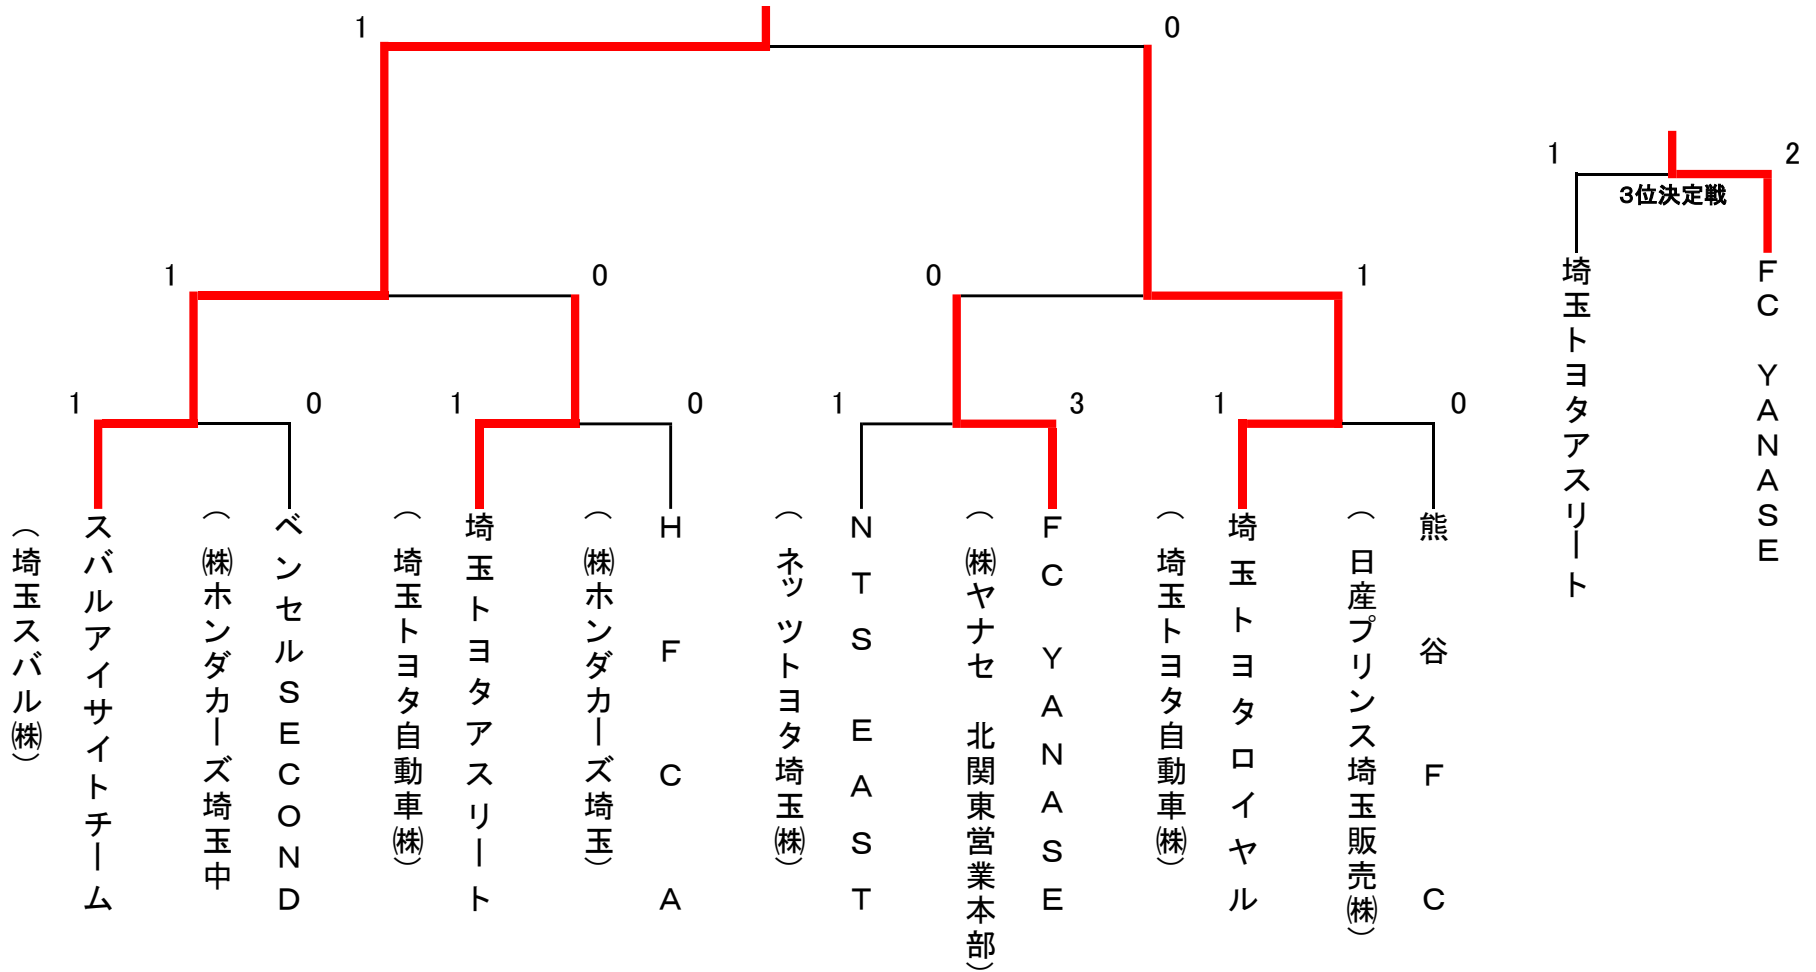 1
0
1
2
3位決定戦
埼玉トヨタアスリート
FC YANASE
1
0
0
1
1
0
1
0
1
3
1
0
スバルアイサイトチーム
(埼玉スバル㈱)
ベンセルSECOND
(㈱ホンダカーズ埼玉中
埼玉トヨタアスリート
(埼玉トヨタ自動車㈱)
HFCA
(㈱ホンダカーズ埼玉)
NTS EAST
(ネッツトヨタ埼玉㈱)
FC YANASE
(㈱ヤナセ 北関東営業本部)
埼玉トヨタロイヤル
(埼玉トヨタ自動車㈱)
熊谷FC
(日産プリンス埼玉販売㈱)